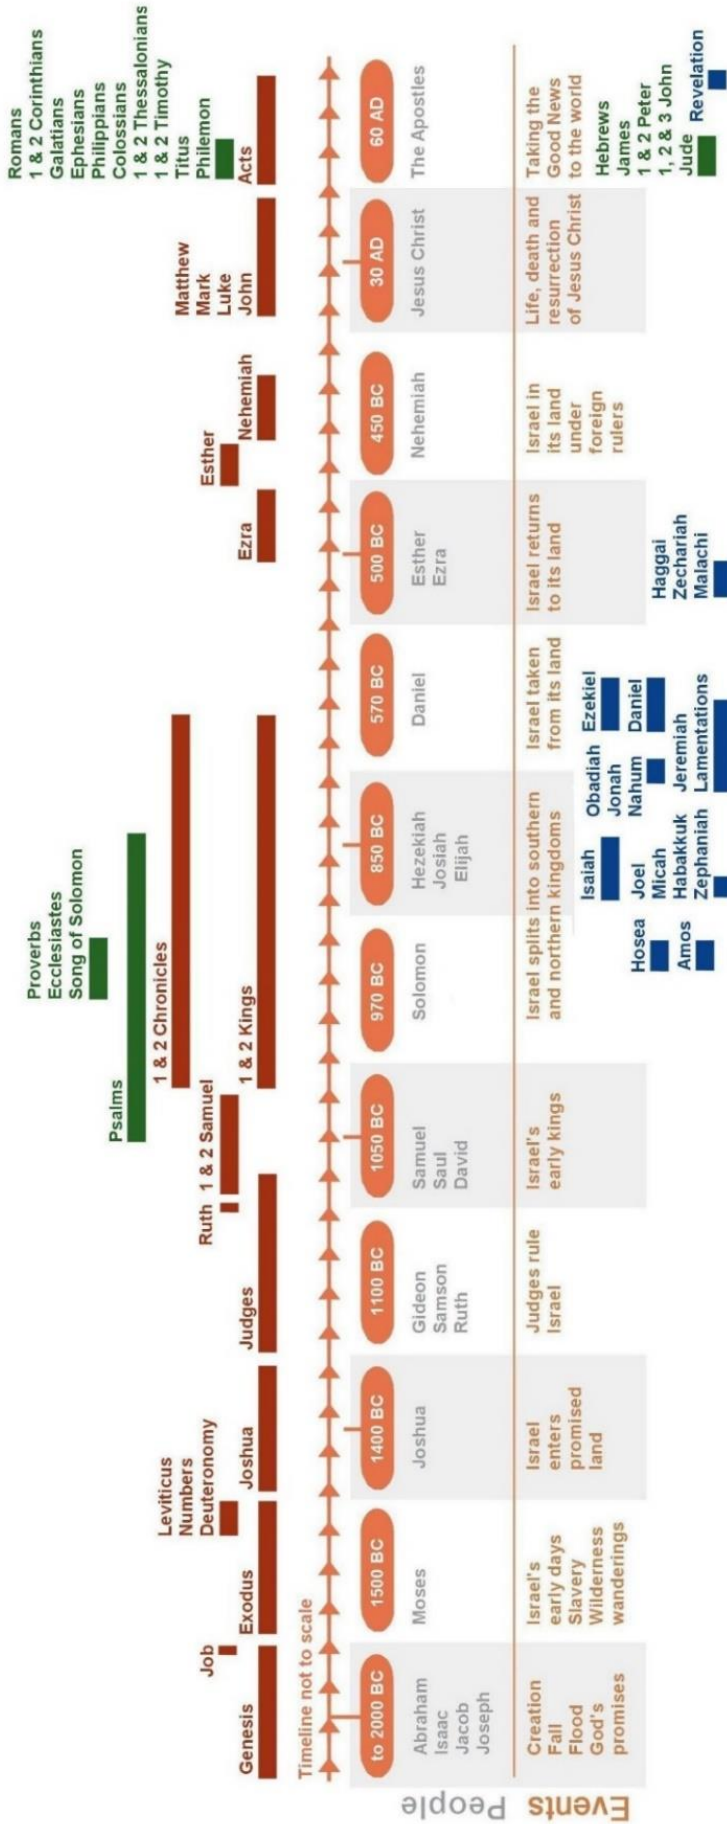 Proverbs
Ecclesiastes
Song of Solomon
Psalms
1 & 2 Chronicles
Romans
1 & 2 Corinthians
Galatians
Ephesians
Philippians
Colossians
1 & 2 Thessalonians
1 & 2 Timothy
Titus
Philemon
Leviticus
Numbers
Deuteronomy
Job
Ruth
1 & 2 Samuel
Esther
Matthew
Mark
Luke
John
Genesis
Exodus
Joshua
Judges
1 & 2 Kings
Ezra
Nehemiah
Acts
Timeline not to scale
to 2000 BC
1500 BC
1400 BC
1100 BC
1050 BC
970 BC
850 BC
570 BC
500 BC
450 BC
30 AD
60 AD
People
Abraham
Isaac
Jacob
Joseph
Moses
Joshua
Gideon
Samson
Ruth
Samuel
Saul
David
Solomon
Hezekiah
Josiah
Elijah
Daniel
Esther
Ezra
Nehemiah
Jesus Christ
The Apostles
Events
Creation
Fall
Flood
God's
promises
Israel's
early days
Slavery
Wilderness
wanderings
Israel
enters
promised
land
Judges rule
Israel
Israel's
early kings
Israel splits into southern
and northern kingdoms
Israel taken
from its land
Israel returns
to its land
Israel in
its land
under
foreign
rulers
Life, death and
resurrection
of Jesus Christ
Taking the
Good News
to the world
Hosea
Amos
Isaiah
Joel
Micah
Habakkuk
Zephaniah
Obadiah
Jonah
Nahum
Jeremiah
Lamentations
Ezekiel
Daniel
Haggai
Zechariah
Malachi
Hebrews
James
1 & 2 Peter
1, 2 & 3 John
Jude
Revelation